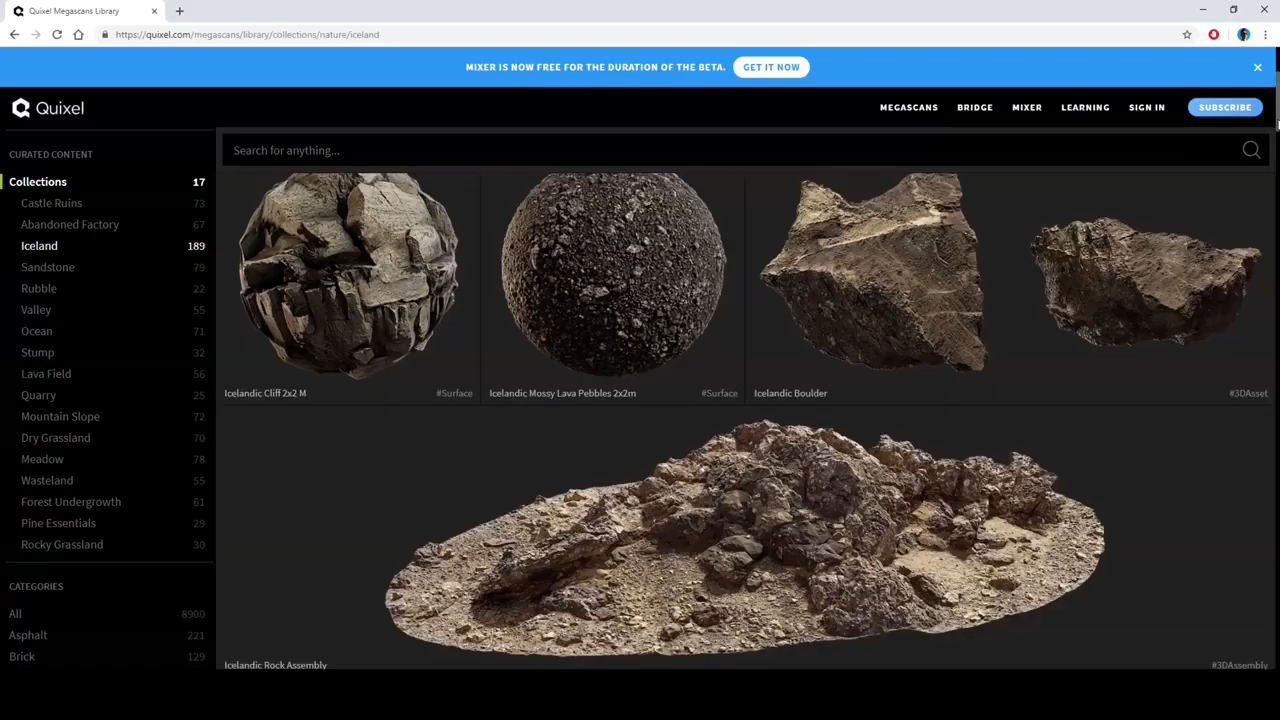 Quixel Megascans Library
https://quixel.com/megascans/library/collections/nature/iceland
MIXER IS NOW FREE FOR THE DURATION OF THE BETA. GET IT NOW
Quixel
MEGASCANS BRIDGE MIXER LEARNING SIGN IN SUBSCRIBE
Search for anything...
CURATED CONTENT
Collections 17
Castle Ruins 73
Abandoned Factory 67
Iceland 189
Sandstone 79
Rubble 22
Valley 55
Ocean 71
Stump 32
Lava Field 56
Quarry 25
Mountain Slope 72
Dry Grassland 70
Meadow 78
Wasteland 55
Forest Undergrowth 61
Pine Essentials 29
Rocky Grassland 30
CATEGORIES
All 8900
Asphalt 221
Brick 129
Icelandic Cliff 2x2 M #Surface
Icelandic Mossy Lava Pebbles 2x2m #Surface
Icelandic Boulder #3DAsset
Icelandic Rock Assembly #3DAssembly